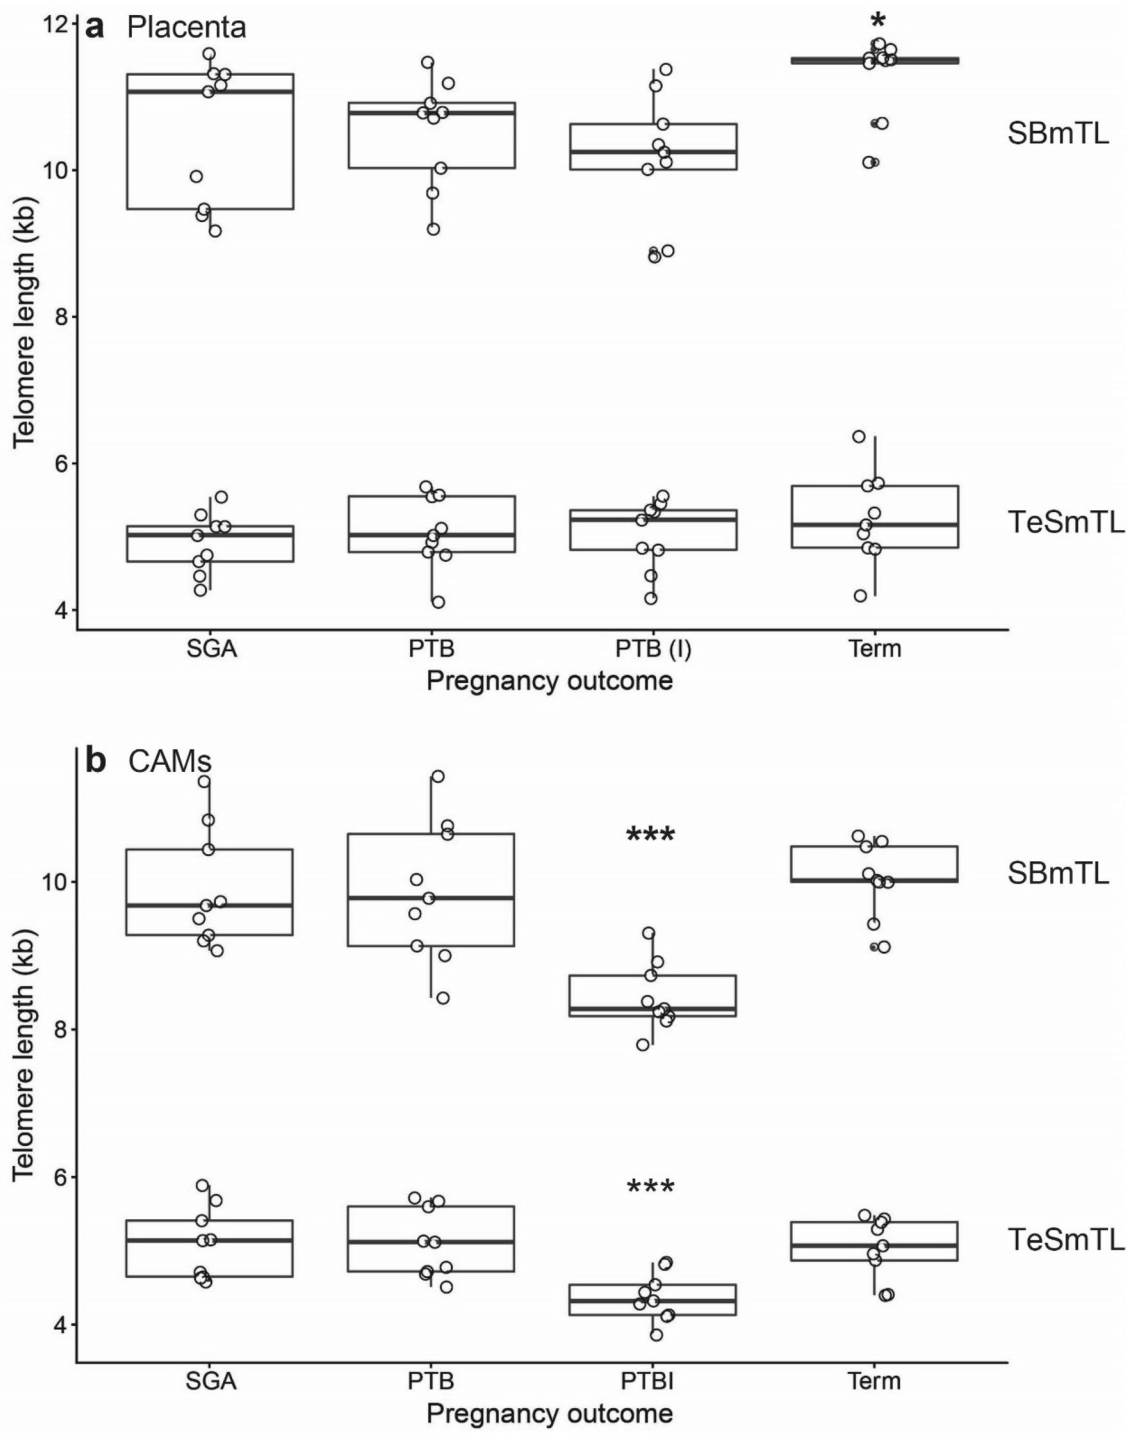 a Placenta
*
12
10
8
6
4
Telomere length (kb)
SBmTL
TeSmTL
SGA PTB PTB (I) Term
Pregnancy outcome
b CAMs
***
10
8
6
4
Telomere length (kb)
SBmTL
***
TeSmTL
SGA PTB PTBI Term
Pregnancy outcome